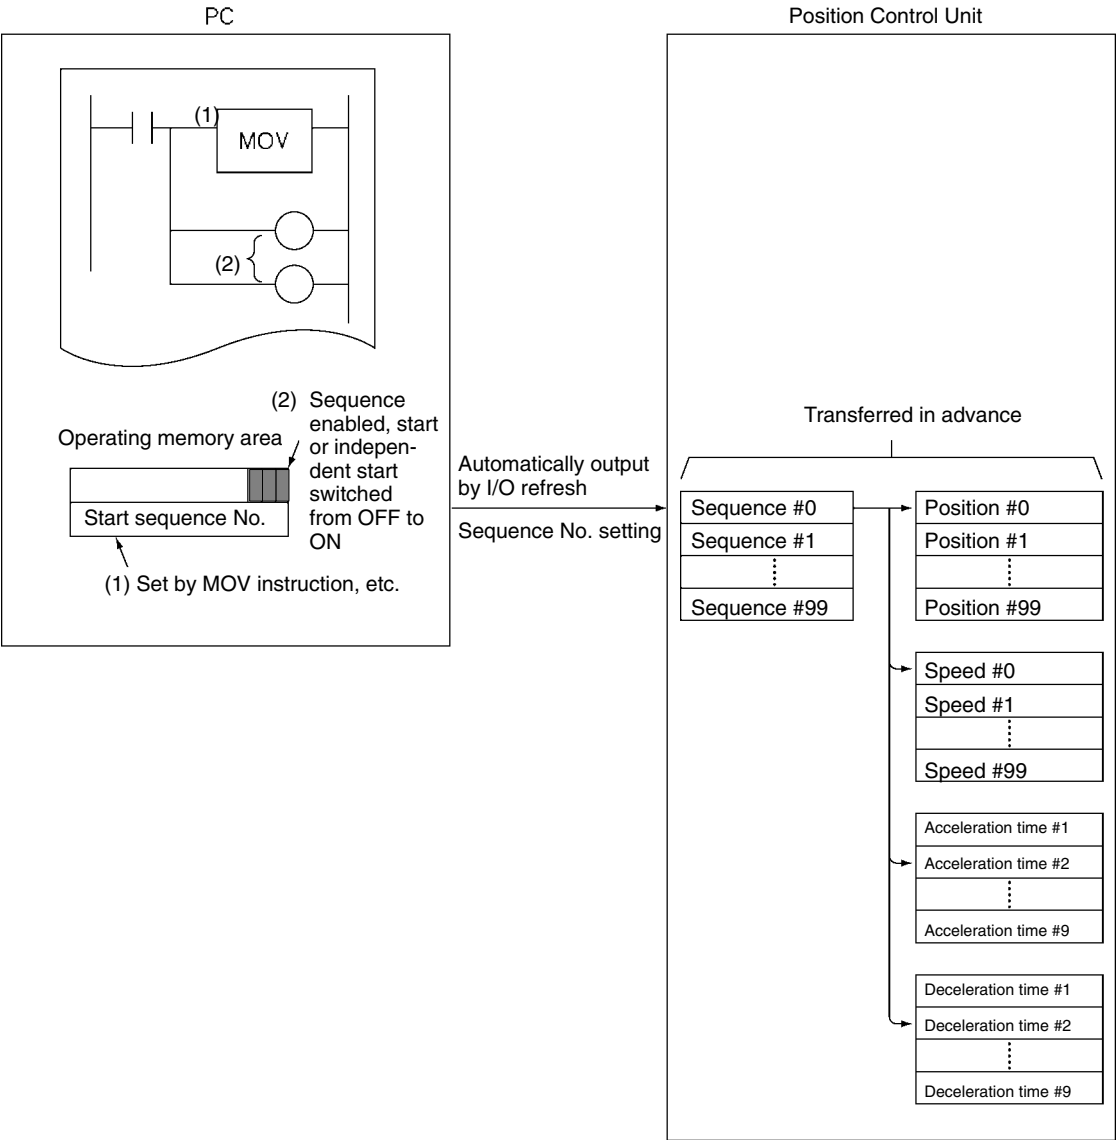 PC
(1)
MOV
(2)
Operating memory area
Start sequence No.
(2) Sequence
enabled, start
or indepen-
dent start
switched
from OFF to
ON
(1) Set by MOV instruction, etc.
Automatically output
by I/O refresh
Sequence No. setting
Position Control Unit
Transferred in advance
Sequence #0
Sequence #1
Sequence #99
Position #0
Position #1
Position #99
Speed #0
Speed #1
Speed #99
Acceleration time #1
Acceleration time #2
Acceleration time #9
Deceleration time #1
Deceleration time #2
Deceleration time #9